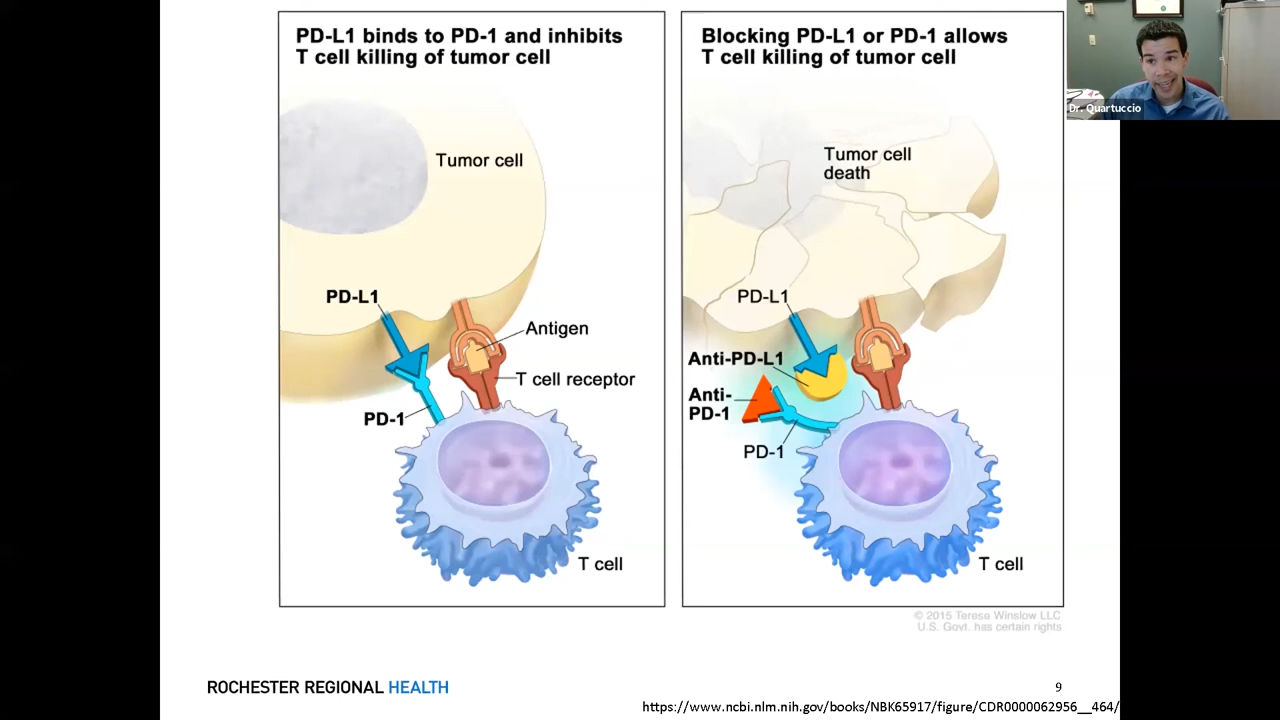 PD-L1 binds to PD-1 and inhibits
T cell killing of tumor cell
Tumor cell
PD-L1
Antigen
T cell receptor
PD-1
T cell
Blocking PD-L1 or PD-1 allows
T cell killing of tumor cell
Tumor cell
death
PD-L1
Anti-PD-L1
Anti-
PD-1
PD-1
T cell
© 2015 Terese Winslow LLC
U.S. Govt. has certain rights
Dr. Quartuccio
ROCHESTER REGIONAL HEALTH
9
https://www.ncbi.nlm.nih.gov/books/NBK65917/figure/CDR0000062956__464/